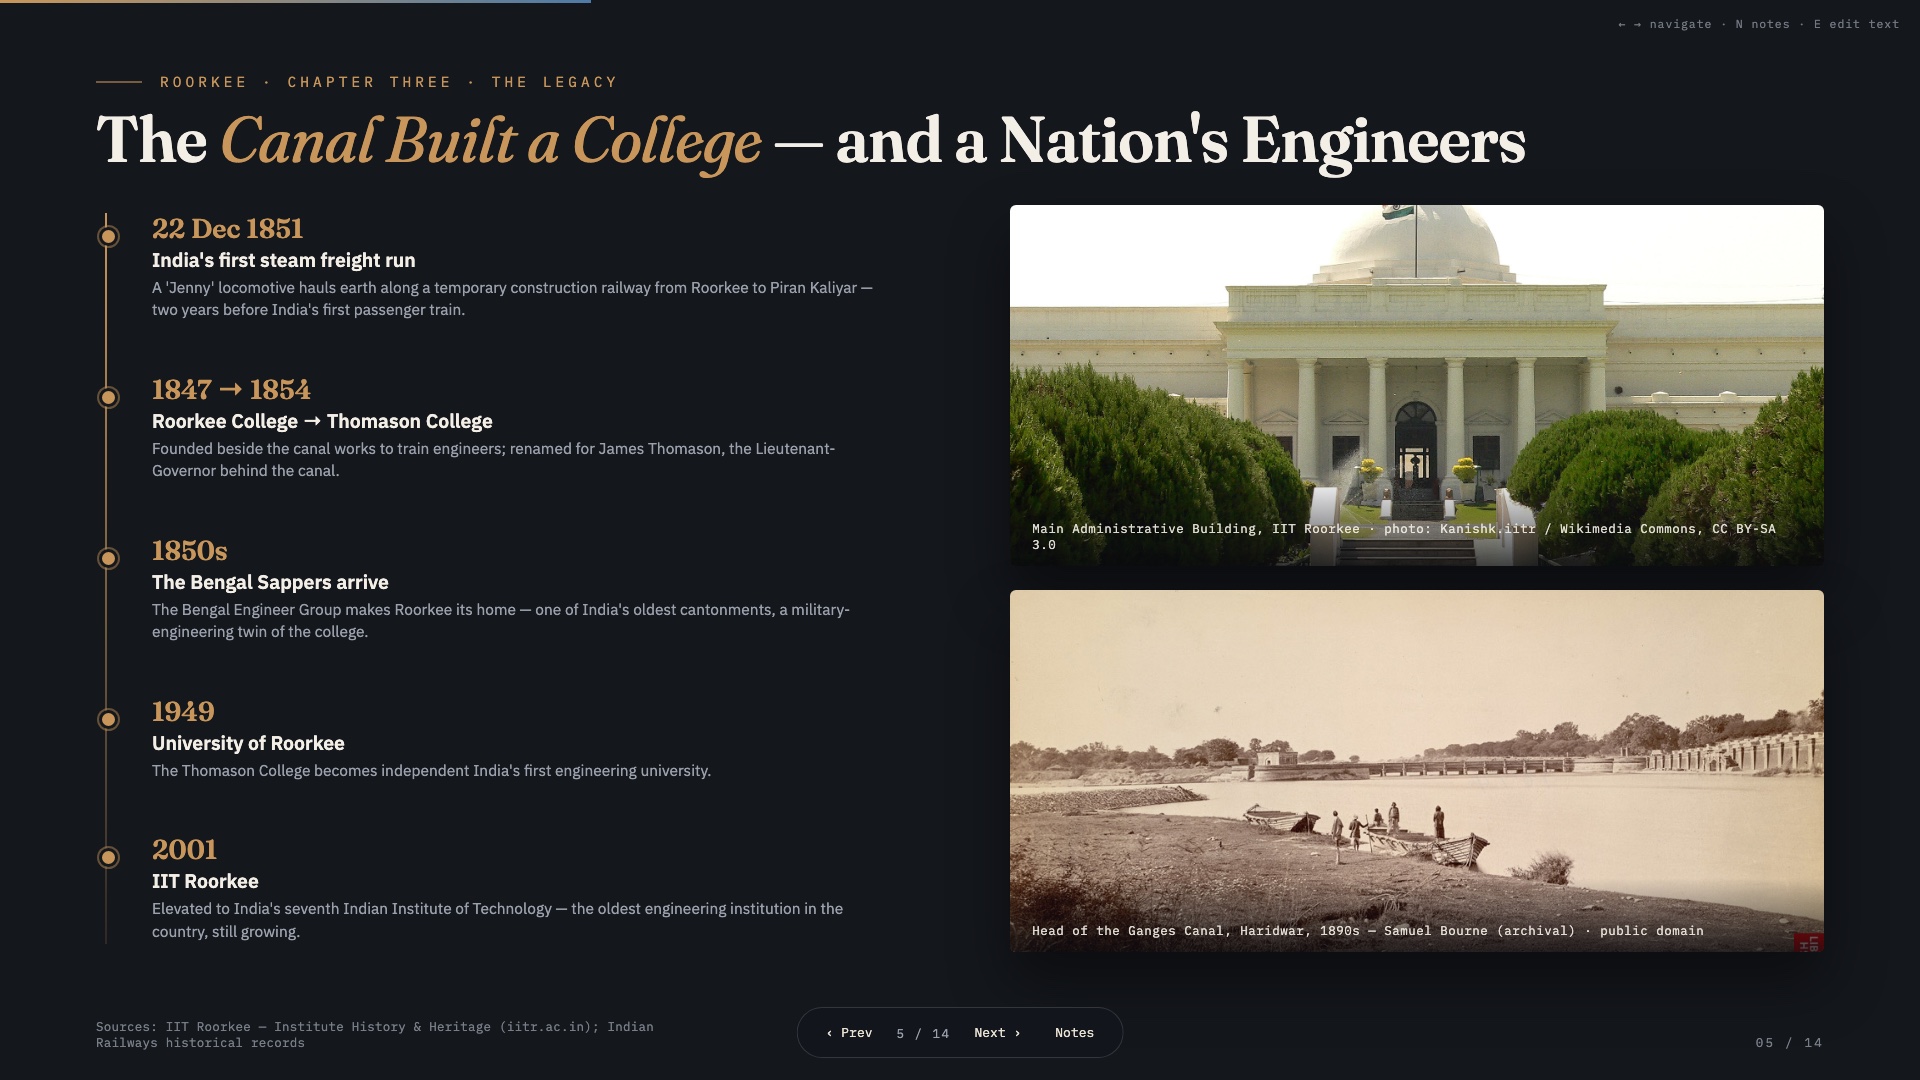 ← → navigate · N notes · E edit text
ROORKEE · CHAPTER THREE · THE LEGACY
The Canal Built a College — and a Nation's Engineers
22 Dec 1851
India's first steam freight run
A 'Jenny' locomotive hauls earth along a temporary construction railway from Roorkee to Piran Kaliyar —
two years before India's first passenger train.
1847 → 1854
Roorkee College → Thomason College
Founded beside the canal works to train engineers; renamed for James Thomason, the Lieutenant-
Governor behind the canal.
1850s
The Bengal Sappers arrive
The Bengal Engineer Group makes Roorkee its home — one of India's oldest cantonments, a military-
engineering twin of the college.
1949
University of Roorkee
The Thomason College becomes independent India's first engineering university.
2001
IIT Roorkee
Elevated to India's seventh Indian Institute of Technology — the oldest engineering institution in the
country, still growing.
Main Administrative Building, IIT Roorkee · photo: Kanishk.iitr / Wikimedia Commons, CC BY-SA
3.0
Head of the Ganges Canal, Haridwar, 1890s — Samuel Bourne (archival) · public domain
Sources: IIT Roorkee — Institute History & Heritage (iitr.ac.in); Indian
Railways historical records
‹ Prev 5 / 14 Next › Notes
05 / 14